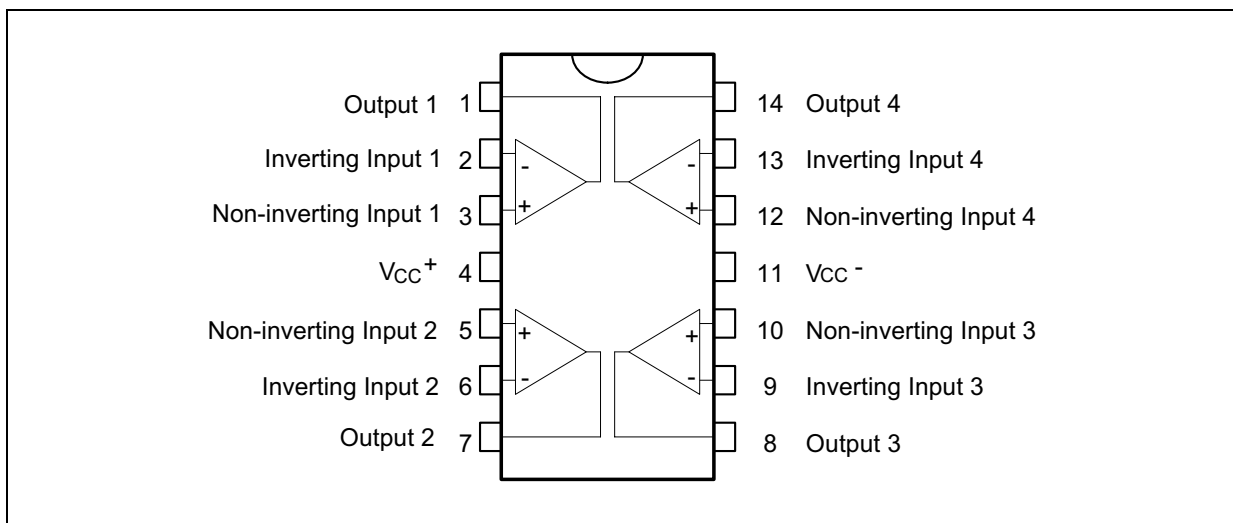 Output 1 1 14 Output 4
Inverting Input 1 2 - - 13 Inverting Input 4
Non-inverting Input 1 3 + + 12 Non-inverting Input 4
VCC+ 4 11 VCC -
Non-inverting Input 2 5 + + 10 Non-inverting Input 3
Inverting Input 2 6 - - 9 Inverting Input 3
Output 2 7 8 Output 3